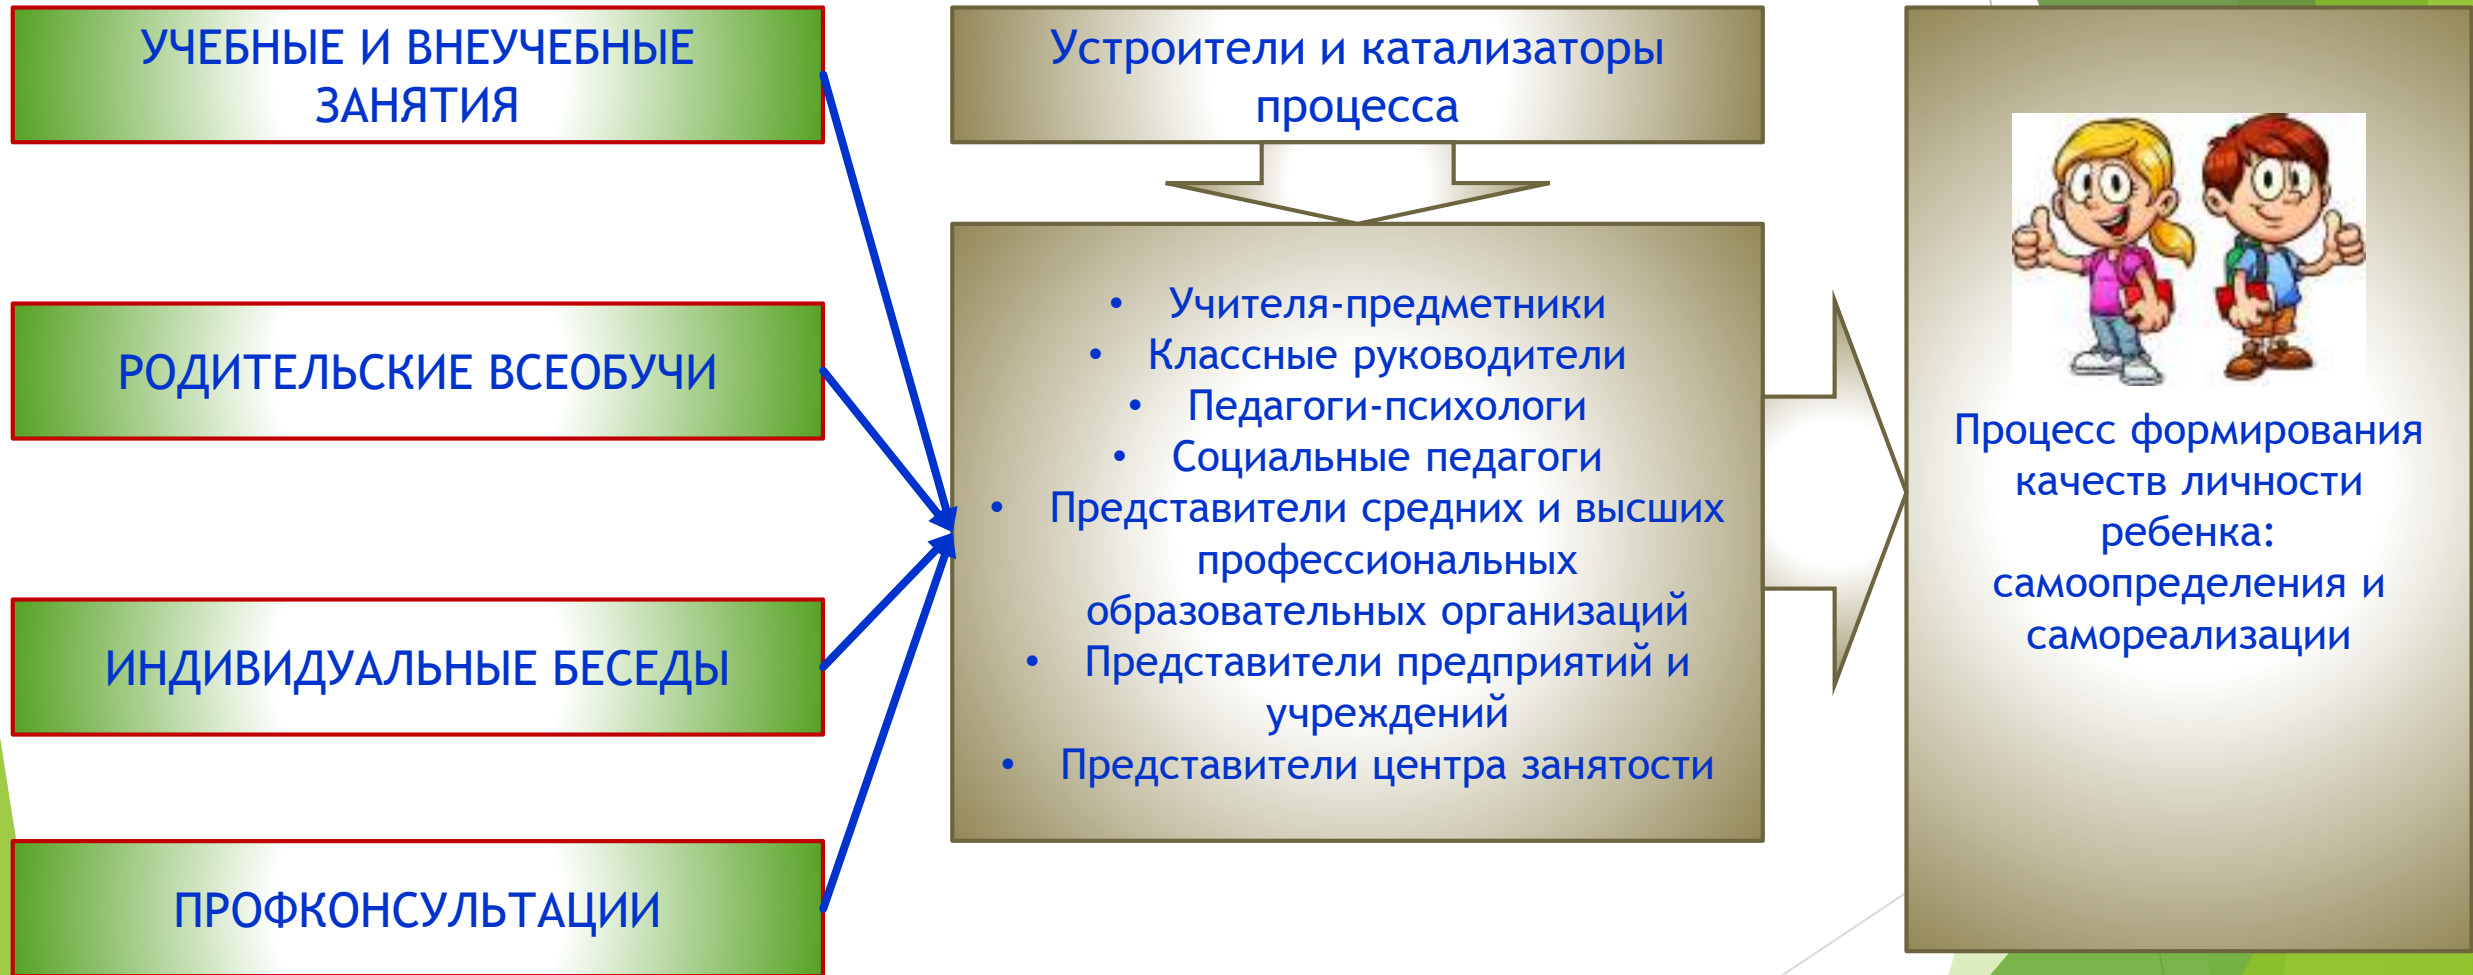 УЧЕБНЫЕ И ВНЕУЧЕБНЫЕ
ЗАНЯТИЯ
РОДИТЕЛЬСКИЕ ВСЕОБУЧИ
ИНДИВИДУАЛЬНЫЕ БЕСЕДЫ
ПРОФКОНСУЛЬТАЦИИ
Устроители и катализаторы
процесса
• Учителя-предметники
• Классные руководители
• Педагоги-психологи
• Социальные педагоги
• Представители средних и высших
профессиональных
образовательных организаций
• Представители предприятий и
учреждений
• Представители центра занятости
Процесс формирования
качеств личности
ребенка:
самоопределения и
самореализации